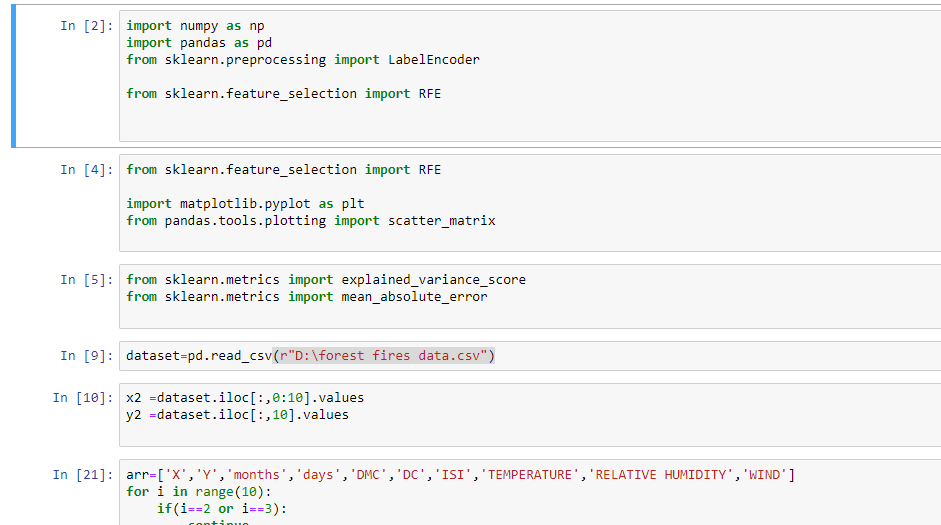 In [2]: import numpy as np
import pandas as pd
from sklearn.preprocessing import LabelEncoder
from sklearn.feature_selection import RFE
In [4]: from sklearn.feature_selection import RFE
import matplotlib.pyplot as plt
from pandas.tools.plotting import scatter_matrix
In [5]: from sklearn.metrics import explained_variance_score
from sklearn.metrics import mean_absolute_error
In [9]: dataset=pd.read_csv(r"D:\forest fires data.csv")
In [10]: x2 =dataset.iloc[:,0:10].values
y2 =dataset.iloc[:,10].values
In [21]: arr=['X','Y','months','days','DMC','DC','ISI','TEMPERATURE','RELATIVE HUMIDITY','WIND']
for i in range(10):
if(i==2 or i==3):
continue